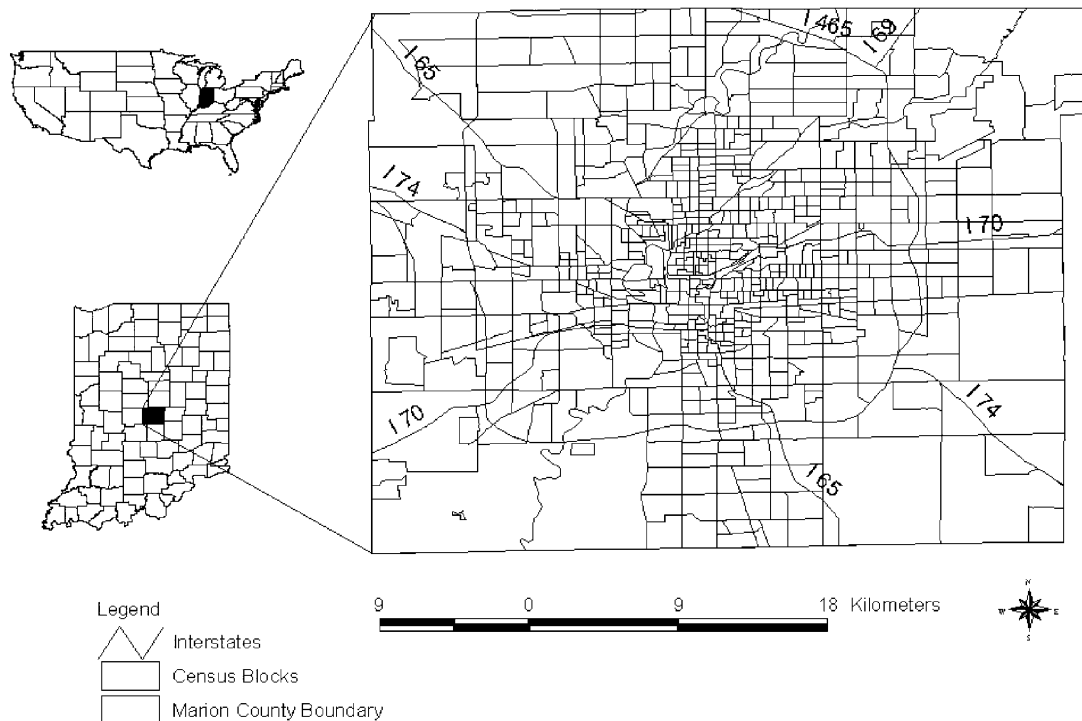 I 465
I 69
I 65
I 74
I 70
I 70
I 74
I 65
Legend
Interstates
Census Blocks
Marion County Boundary
9 0 9 18 Kilometers
N
W E
S